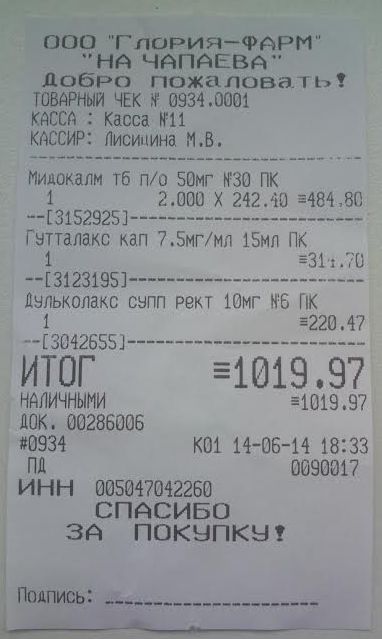 ООО "ГЛОРИЯ-ФАРМ"
"НА ЧАПАЕВА"
Добро пожаловать!
ТОВАРНЫЙ ЧЕК № 0934.0001
КАССА : Касса №11
КАССИР: Лисицина М.В.
Мидокалм тб п/о 50мг №30 ПК
1 2.000 X 242.40 ≡484.80
--[3152925]--
Гутталакс кап 7.5мг/мл 15мл ПК
1 ≡314.70
--[3123195]--
Дульколакс супп рект 10мг №6 ПК
1 ≡220.47
--[3042655]--
ИТОГ ≡1019.97
НАЛИЧНЫМИ ≡1019.97
ДОК. 00286006
#0934 К01 14-06-14 18:33
ПД 0090017
ИНН 005047042260
СПАСИБО
ЗА ПОКУПКУ!
Подпись: ____________________